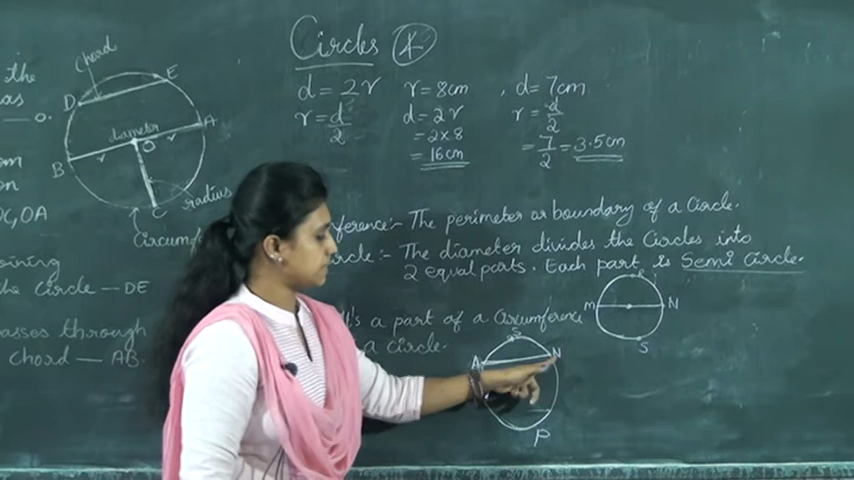 Circles
d = 2r
r = d/2
r = 8cm
d = 2r
= 2×8
= 16cm
, d = 7cm
r = d/2
= 7/2 = 3.5cm
the
as
o.
om
on
OC, OA
oining
e Circle — DE
asses through
chord — AB.
Chord
D
E
diameter
O
A
B
r
r
C
radius
Circumf
ference:- The perimeter or boundary of a Circle.
ircle :- The diameter divides the Circles into
2 equal parts. Each part is Semi Circle.
It's a part of a Circumference
a circle.
M
N
R
S
S
A
N
P